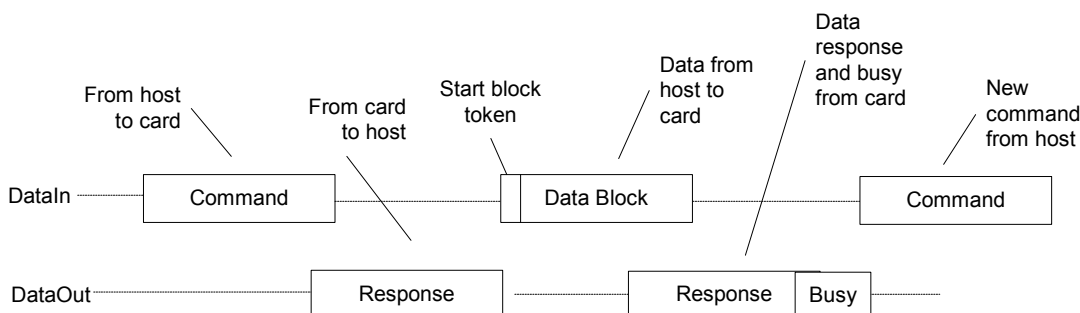 Data
response
and busy
from card
Data from
host to
card
Start block
token
From host
to card
From card
to host
New
command
from host
DataIn
Command
Data Block
Command
DataOut
Response
Response
Busy